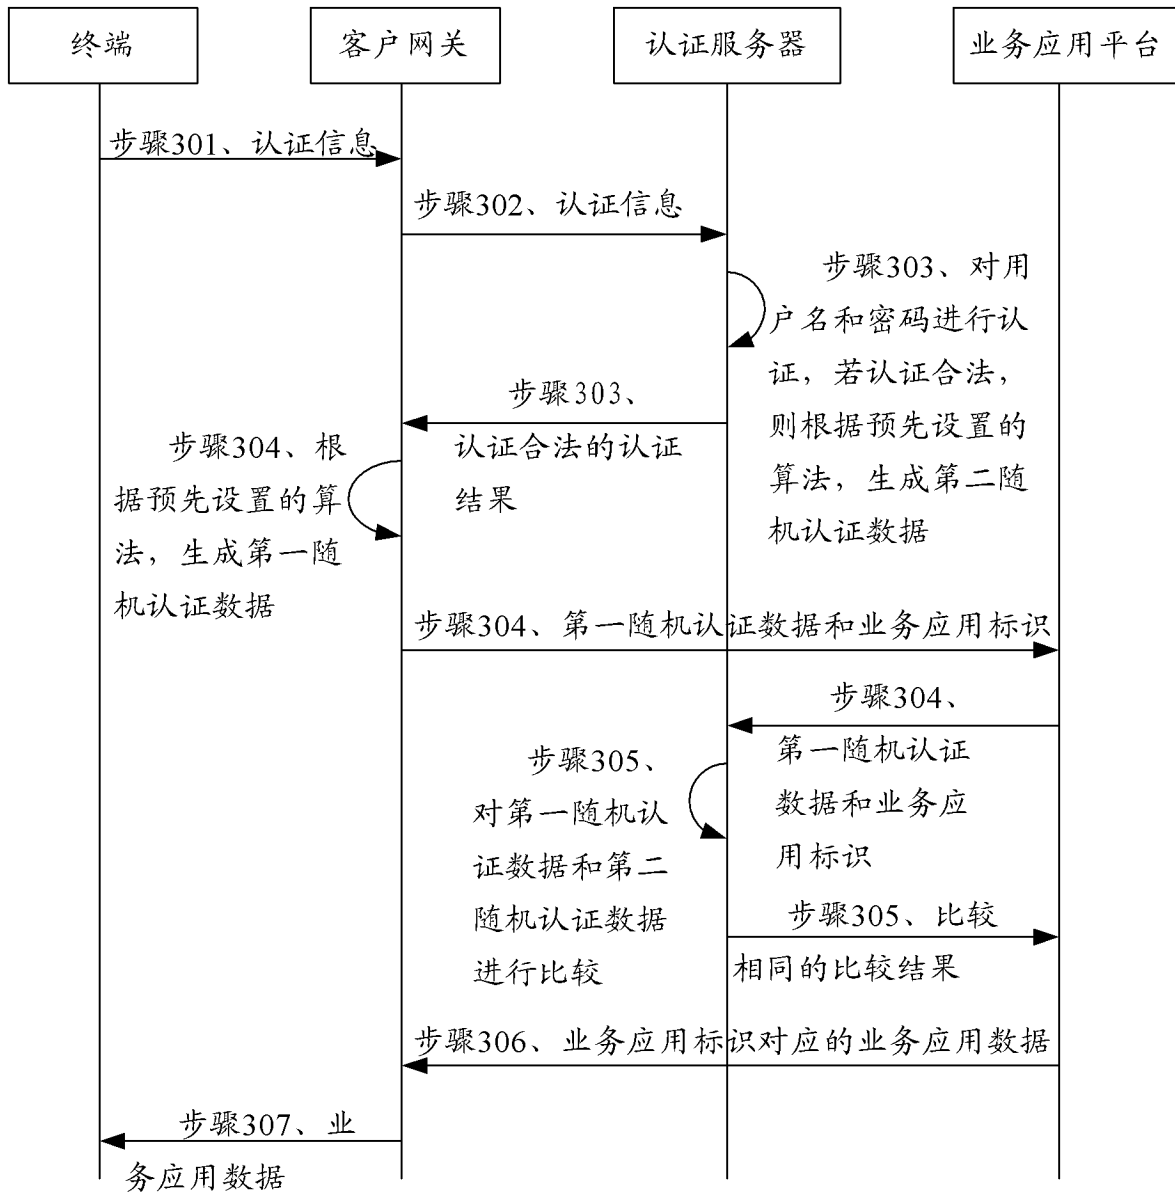 终端
客户网关
认证服务器
业务应用平台
步骤301、认证信息
步骤302、认证信息
步骤303、对用
户名和密码进行认
证，若认证合法，
则根据预先设置的
算法，生成第二随
机认证数据
步骤303、
认证合法的认证
结果
步骤304、根
据预先设置的算
法，生成第一随
机认证数据
步骤304、第一随机认证数据和业务应用标识
步骤304、
第一随机认证
数据和业务应
用标识
步骤305、
对第一随机认
证数据和第二
随机认证数据
进行比较
步骤305、比较
相同的比较结果
步骤306、业务应用标识对应的业务应用数据
步骤307、业
务应用数据